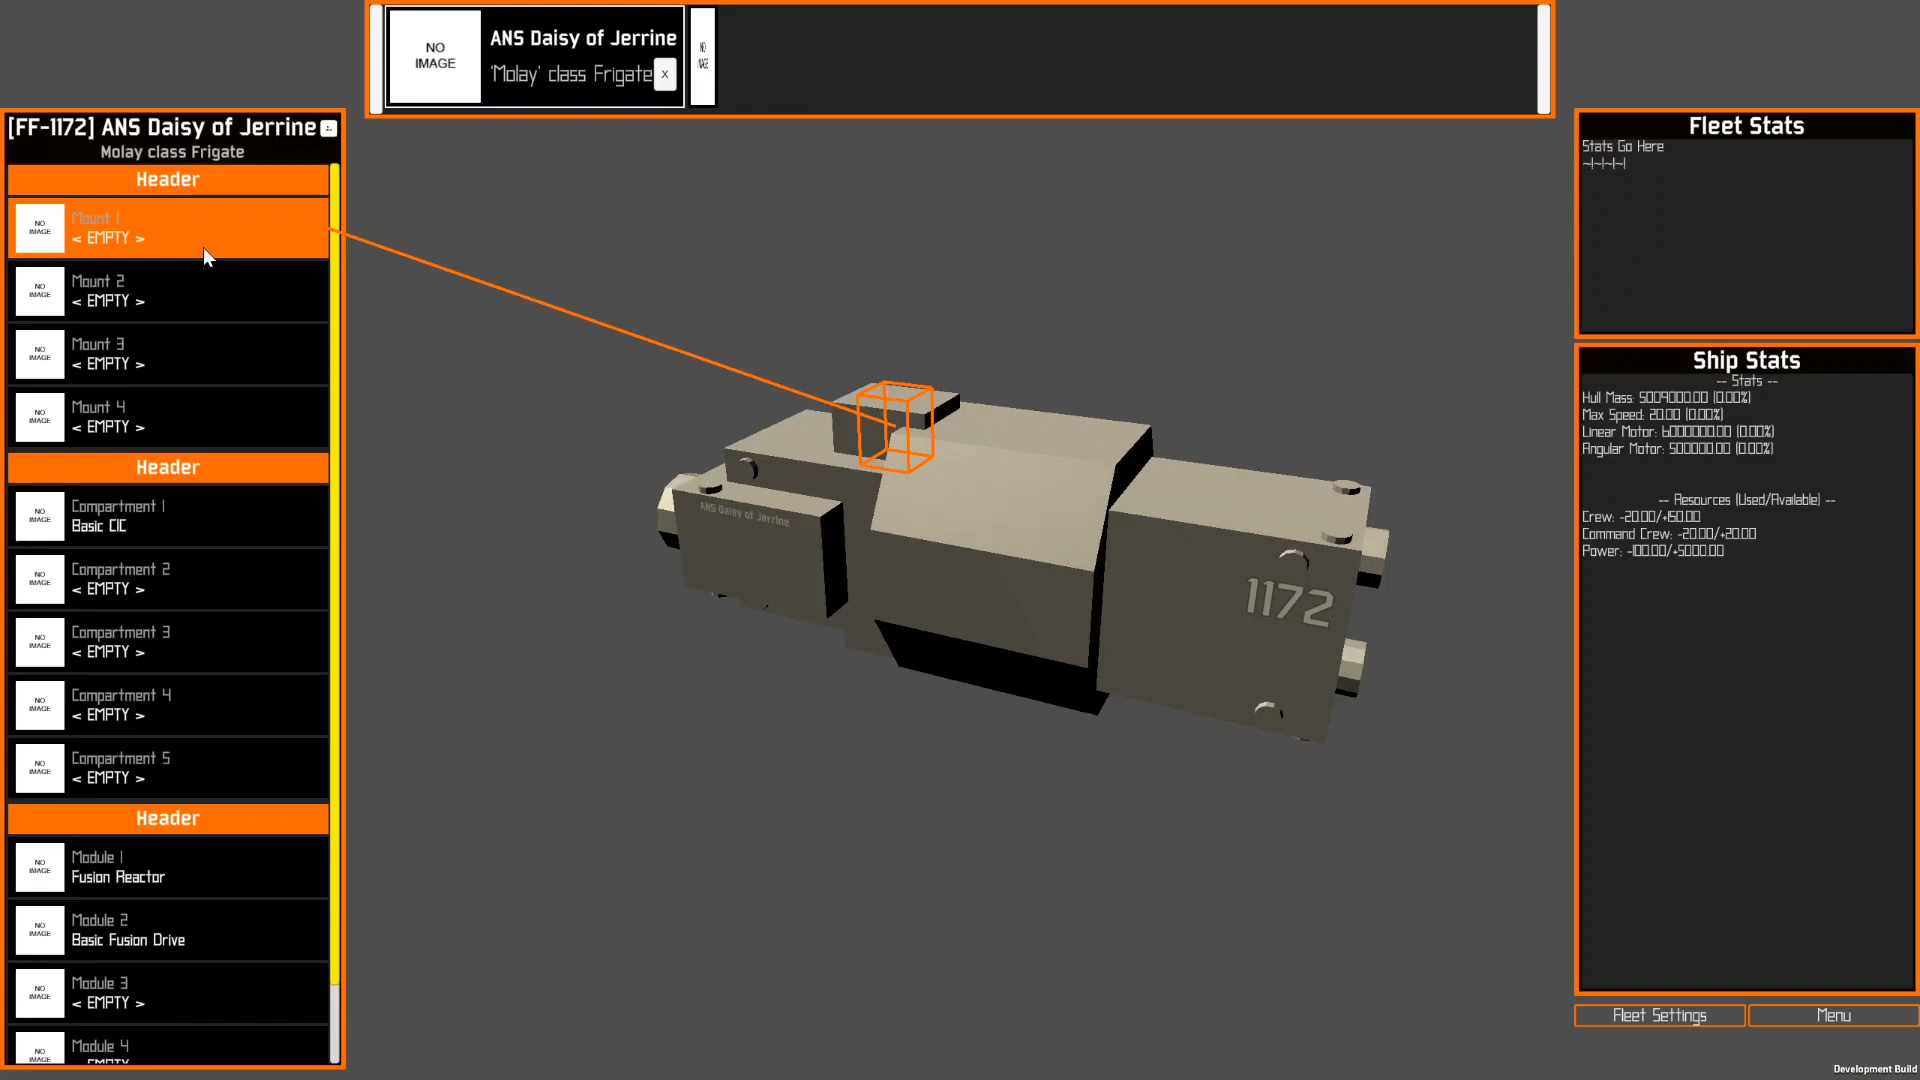 NO
IMAGE
ANS Daisy of Jerrine
'Molay' class Frigate
x
NO
IMAGE
[FF-1172] ANS Daisy of Jerrine
Molay class Frigate
Header
NO
IMAGE
Mount 1
< EMPTY >
NO
IMAGE
Mount 2
< EMPTY >
NO
IMAGE
Mount 3
< EMPTY >
NO
IMAGE
Mount 4
< EMPTY >
Header
NO
IMAGE
Compartment 1
Basic CIC
NO
IMAGE
Compartment 2
< EMPTY >
NO
IMAGE
Compartment 3
< EMPTY >
NO
IMAGE
Compartment 4
< EMPTY >
NO
IMAGE
Compartment 5
< EMPTY >
Header
NO
IMAGE
Module 1
Fusion Reactor
NO
IMAGE
Module 2
Basic Fusion Drive
NO
IMAGE
Module 3
< EMPTY >
NO
IMAGE
Module 4
< EMPTY >
ANS Daisy of Jerrine
1172
Fleet Stats
Stats Go Here
~|~|~|~|
Ship Stats
-- Stats --
Hull Mass: 5009000.00 (0.00%)
Max Speed: 20.00 (0.00%)
Linear Motor: 6000000.00 (0.00%)
Angular Motor: 500000.00 (0.00%)
-- Resources (Used/Available) --
Crew: -20.00/+150.00
Command Crew: -20.00/+20.00
Power: -100.00/+5000.00
Fleet Settings
Menu
Development Build